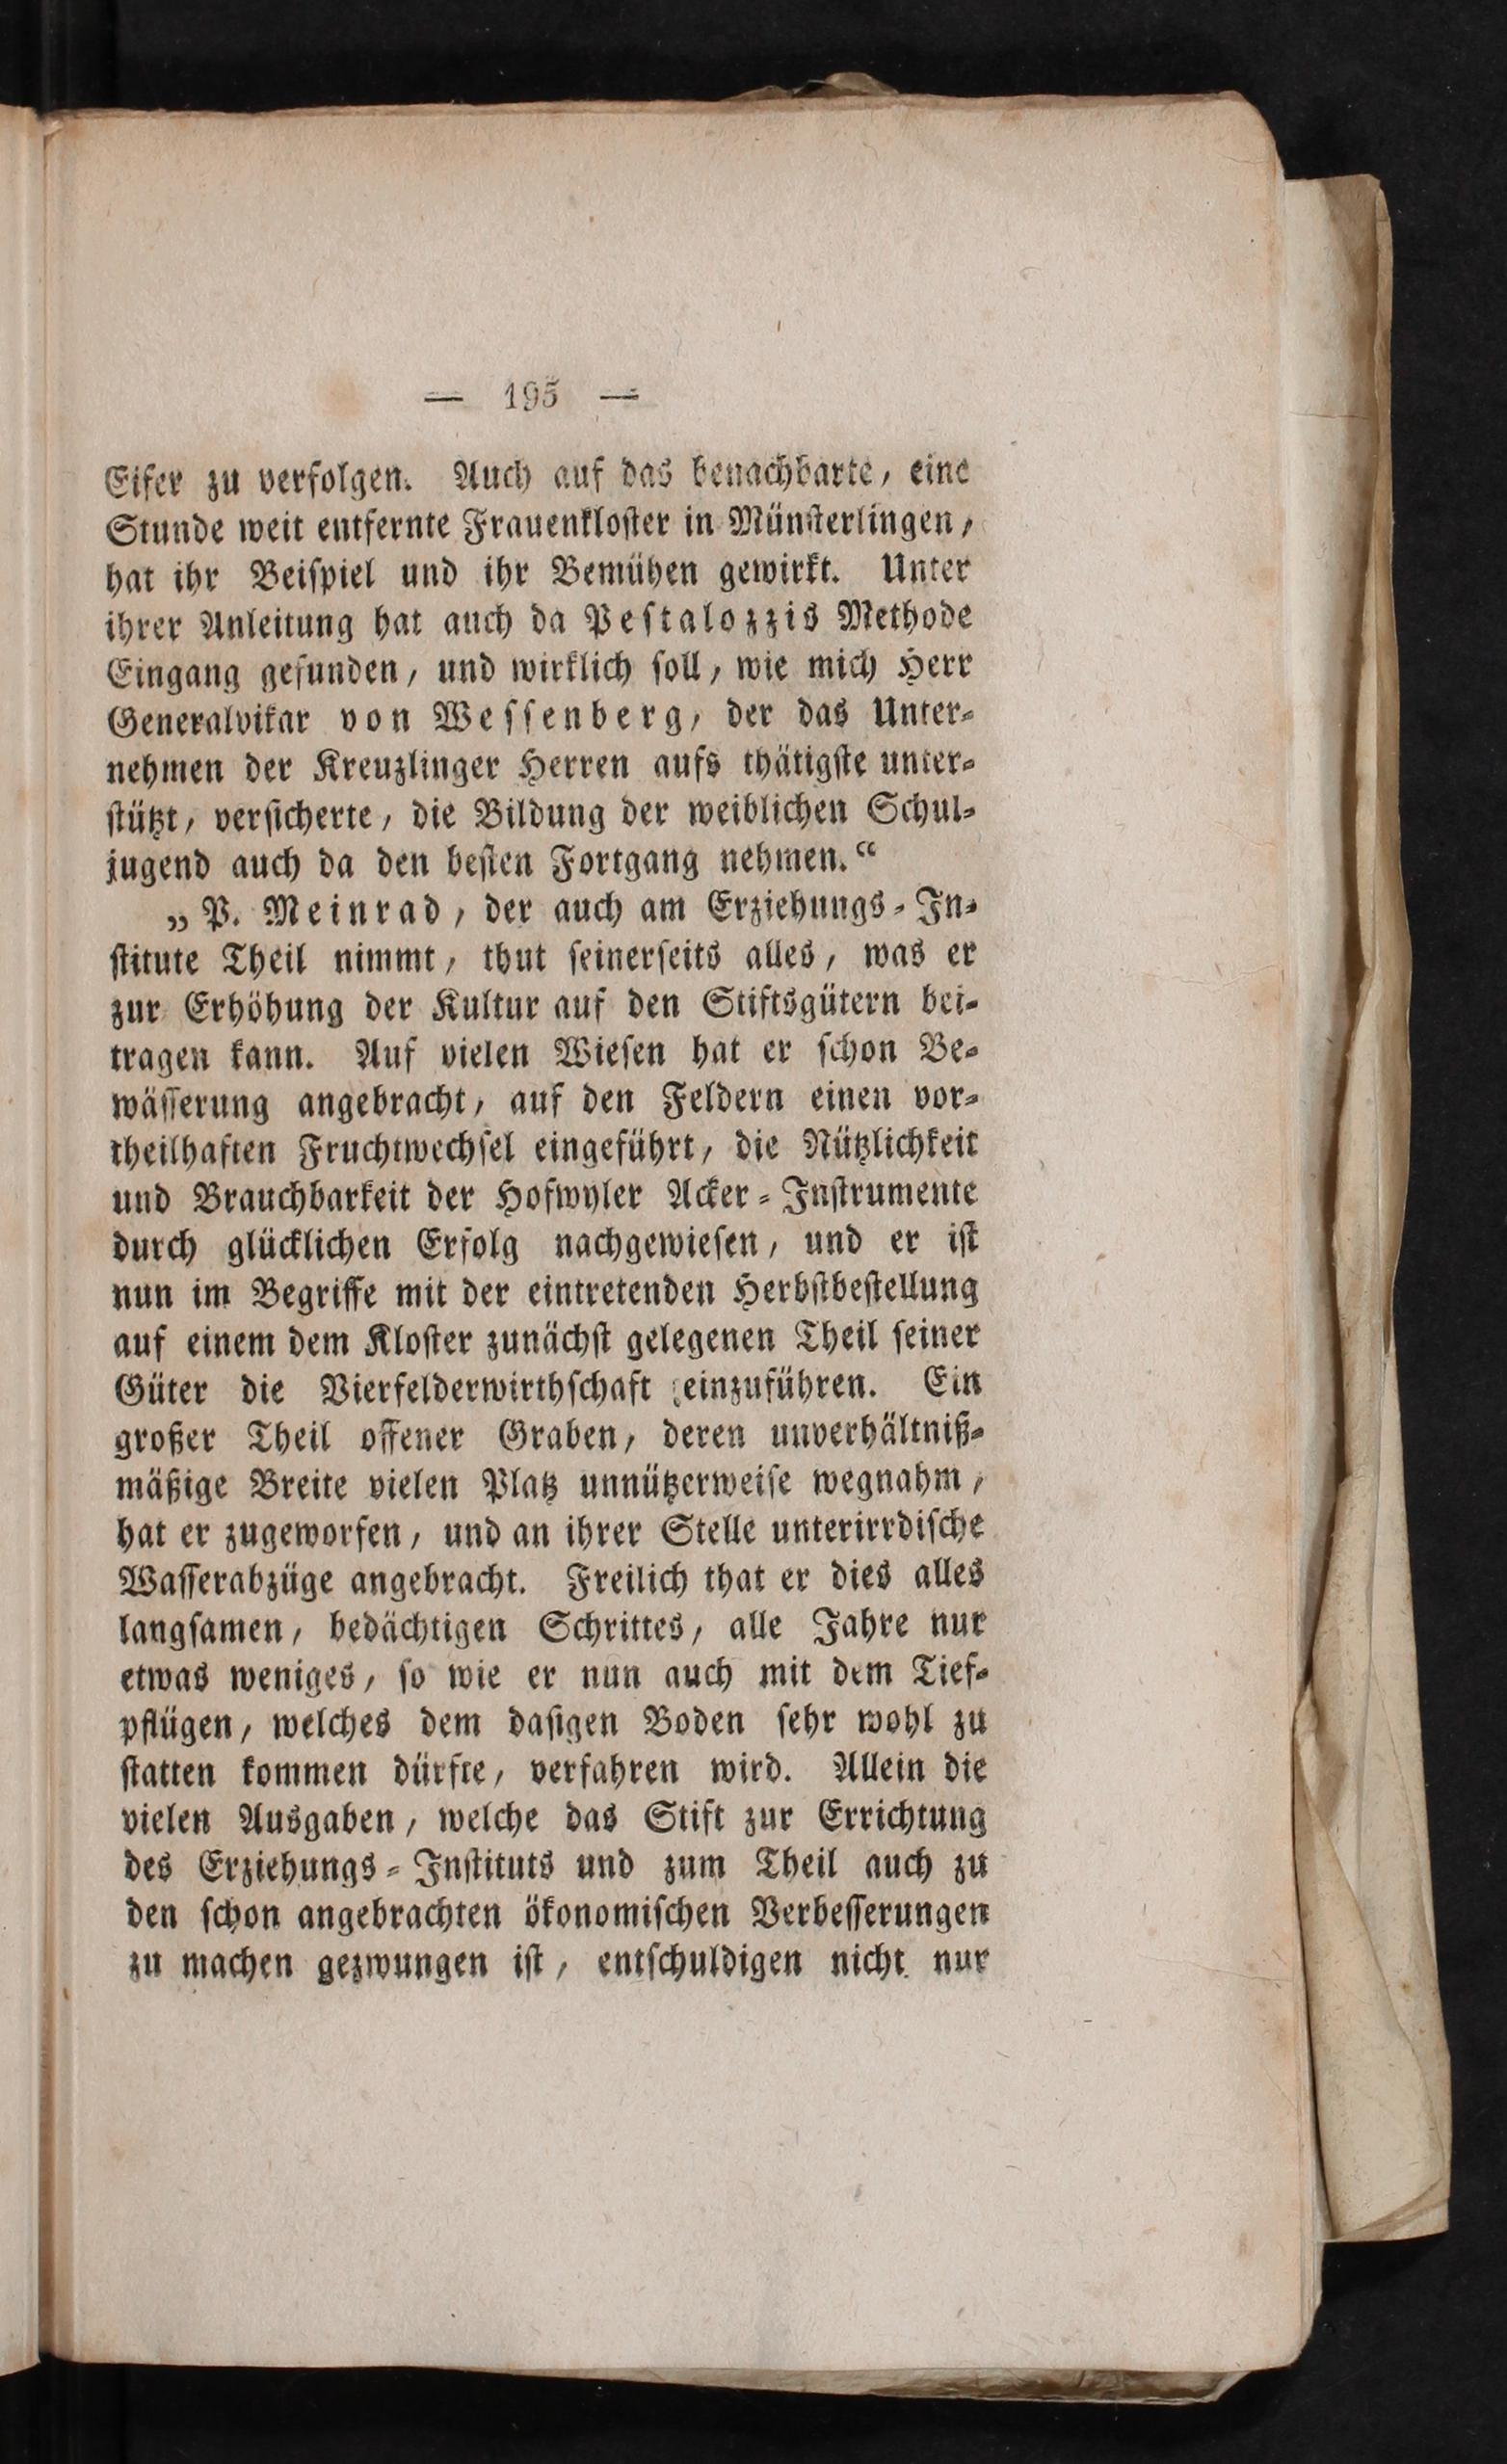 — 195 —
Eifer zu verfolgen. Auch auf das benachbarte, eine
Stunde weit entfernte Frauenkloster in Münsterlingen,
hat ihr Beispiel und ihr Bemühen gewirkt. Unter
ihrer Anleitung hat auch da Pestalozzis Methode
Eingang gefunden, und wirklich soll, wie mich Herr
Generalvikar von Wessenberg, der das Unter-
nehmen der Kreuzlinger Herren aufs thätigste unter-
stützt, versicherte, die Bildung der weiblichen Schul-
jugend auch da den besten Fortgang nehmen.“
„P. Meinrad, der auch am Erziehungs-In-
stitute Theil nimmt, thut seinerseits alles, was er
zur Erhöhung der Kultur auf den Stiftsgütern bei-
tragen kann. Auf vielen Wiesen hat er schon Be-
wässerung angebracht, auf den Feldern einen vor-
theilhaften Fruchtwechsel eingeführt, die Nützlichkeit
und Brauchbarkeit der Hofwyler Acker-Instrumente
durch glücklichen Erfolg nachgewiesen, und er ist
nun im Begriffe mit der eintretenden Herbstbestellung
auf einem dem Kloster zunächst gelegenen Theil seiner
Güter die Vierfelderwirthschaft einzuführen. Ein
großer Theil offener Graben, deren unverhältniß-
mäßige Breite vielen Platz unnützerweise wegnahm,
hat er zugeworfen, und an ihrer Stelle unterirrdische
Wasserabzüge angebracht. Freilich that er dies alles
langsamen, bedächtigen Schrittes, alle Jahre nur
etwas weniges, so wie er nun auch mit dem Tief-
pflügen, welches dem dasigen Boden sehr wohl zu
statten kommen dürfte, verfahren wird. Allein die
vielen Ausgaben, welche das Stift zur Errichtung
des Erziehungs-Instituts und zum Theil auch zu
den schon angebrachten ökonomischen Verbesserungen
zu machen gezwungen ist, entschuldigen nicht nur